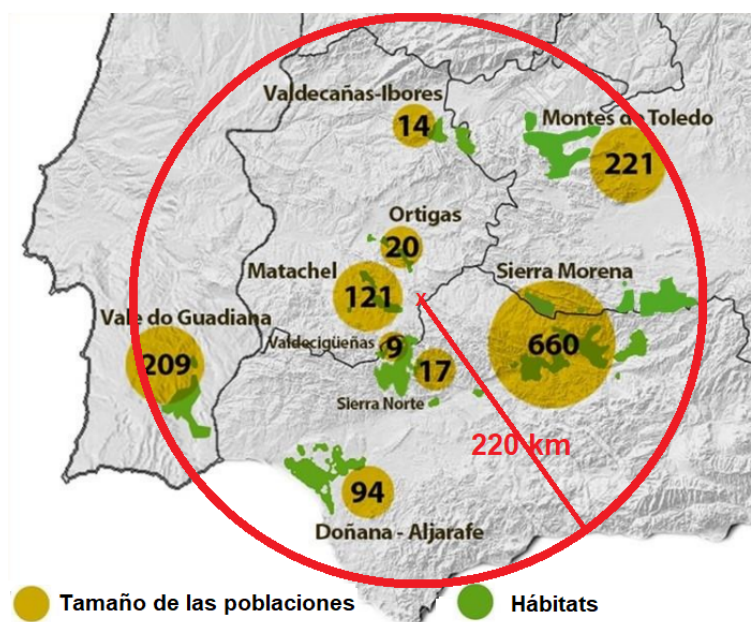 Valdecañas-Ibores
14
Montes de Toledo
221
Ortigas
20
Matachel
121
x
Sierra Morena
660
Vale do Guadiana
209
Valdecigüeñas
9
17
Sierra Norte
220 km
94
Doñana - Aljarafe
Tamaño de las poblaciones
Hábitats